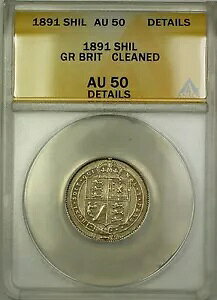 1891 SHIL AU 50 DETAILS
1891 SHIL
GR BRIT CLEANED
AU 50
DETAILS